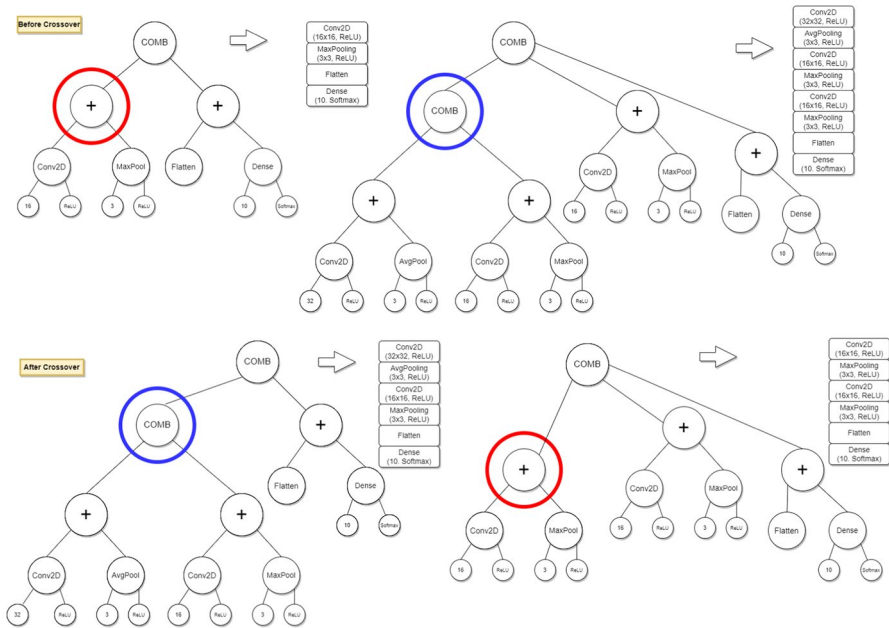 Before Crossover
COMB
+
+
Conv2D
MaxPool
Flatten
Dense
16
ReLU
3
ReLU
10
Softmax
Conv2D
(16x16, ReLU)
MaxPooling
(3x3, ReLU)
Flatten
Dense
(10. Softmax)
COMB
COMB
+
+
+
+
Conv2D
MaxPool
16
ReLU
3
ReLU
Flatten
Dense
10
Softmax
Conv2D
AvgPool
Conv2D
MaxPool
32
ReLU
3
ReLU
16
ReLU
3
ReLU
Conv2D
(32x32, ReLU)
AvgPooling
(3x3, ReLU)
Conv2D
(16x16, ReLU)
MaxPooling
(3x3, ReLU)
Conv2D
(16x16, ReLU)
MaxPooling
(3x3, ReLU)
Flatten
Dense
(10. Softmax)
After Crossover
COMB
COMB
+
Flatten
Dense
10
Softmax
+
+
Conv2D
AvgPool
Conv2D
MaxPool
32
ReLU
3
ReLU
16
ReLU
3
ReLU
Conv2D
(32x32, ReLU)
AvgPooling
(3x3, ReLU)
Conv2D
(16x16, ReLU)
MaxPooling
(3x3, ReLU)
Flatten
Dense
(10. Softmax)
COMB
+
+
+
Conv2D
MaxPool
16
ReLU
3
ReLU
Conv2D
MaxPool
16
ReLU
3
ReLU
Flatten
Dense
10
Softmax
Conv2D
(16x16, ReLU)
MaxPooling
(3x3, ReLU)
Conv2D
(16x16, ReLU)
MaxPooling
(3x3, ReLU)
Flatten
Dense
(10. Softmax)